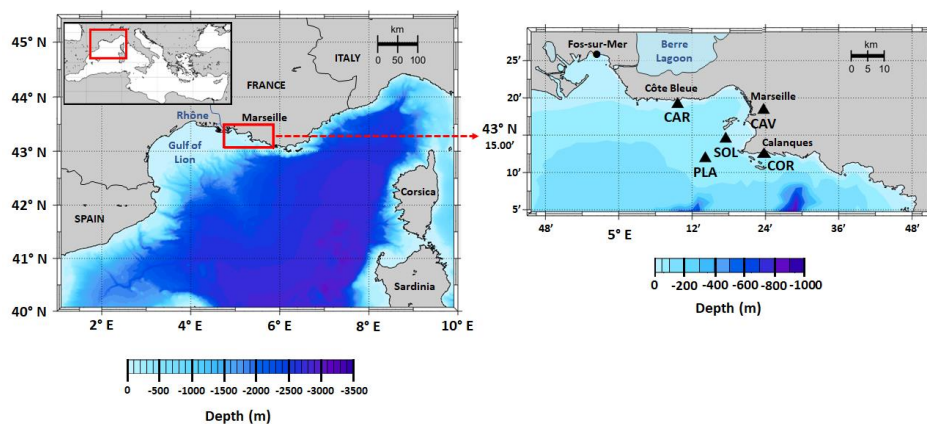 45° N
44° N
43° N
42° N
41° N
40° N
2° E
4° E
6° E
8° E
10° E
km
0 50 100
ITALY
FRANCE
Rhône
Marseille
Gulf of
Lion
Corsica
SPAIN
Sardinia
0 -500 -1000 -1500 -2000 -2500 -3000 -3500
Depth (m)
Fos-sur-Mer
Berre
Lagoon
km
0 5 10
25'
20'
43° N
15.00'
10'
5'
Côte Bleue
CAR
Marseille
CAV
SOL
Calanques
COR
PLA
48'
5° E
12'
24'
36'
48'
0 -200 -400 -600 -800 -1000
Depth (m)